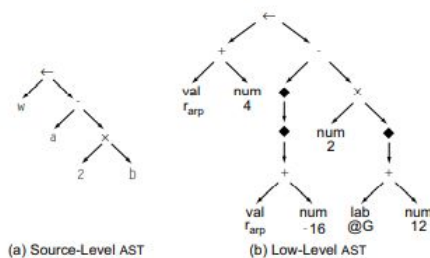 ←
← + -
w - val num ◆ ×
r_arp 4
a × ◆ num ◆
2
2 b + +
val num lab num
r_arp -16 @G 12
(a) Source-Level AST (b) Low-Level AST